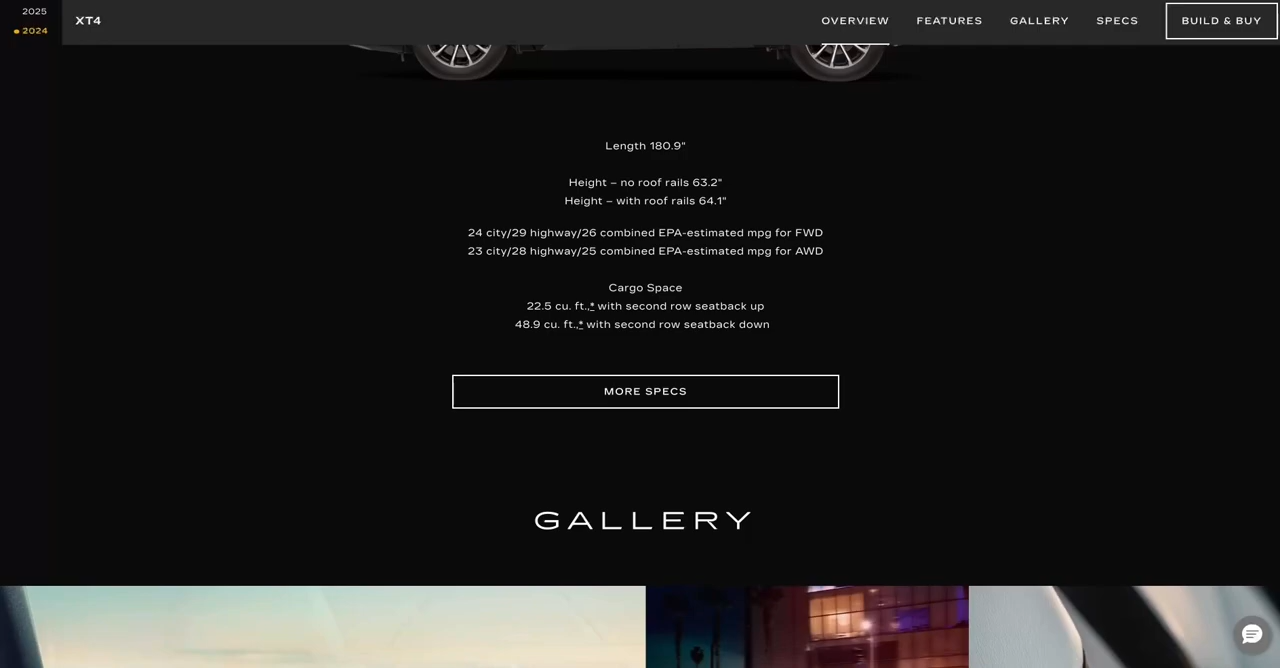 2025
2024
XT4
OVERVIEW
FEATURES
GALLERY
SPECS
BUILD & BUY
Length 180.9"
Height – no roof rails 63.2"
Height – with roof rails 64.1"
24 city/29 highway/26 combined EPA-estimated mpg for FWD
23 city/28 highway/25 combined EPA-estimated mpg for AWD
Cargo Space
22.5 cu. ft.,* with second row seatback up
48.9 cu. ft.,* with second row seatback down
MORE SPECS
GALLERY